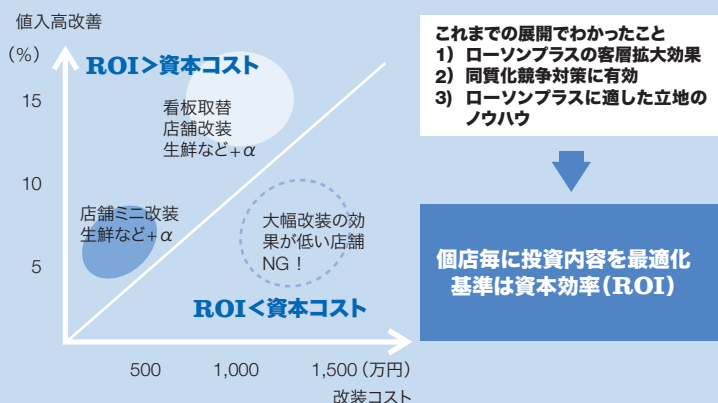 値入高改善
(%)
ROI>資本コスト
15
看板取替
店舗改装
生鮮など+α
10
店舗ミニ改装
生鮮など+α
大幅改装の効
果が低い店舗
NG!
5
ROI<資本コスト
500
1,000
1,500(万円)
改装コスト
これまでの展開でわかったこと
1) ローソンプラスの客層拡大効果
2) 同質化競争対策に有効
3) ローソンプラスに適した立地の
ノウハウ
個店毎に投資内容を最適化
基準は資本効率(ROI)